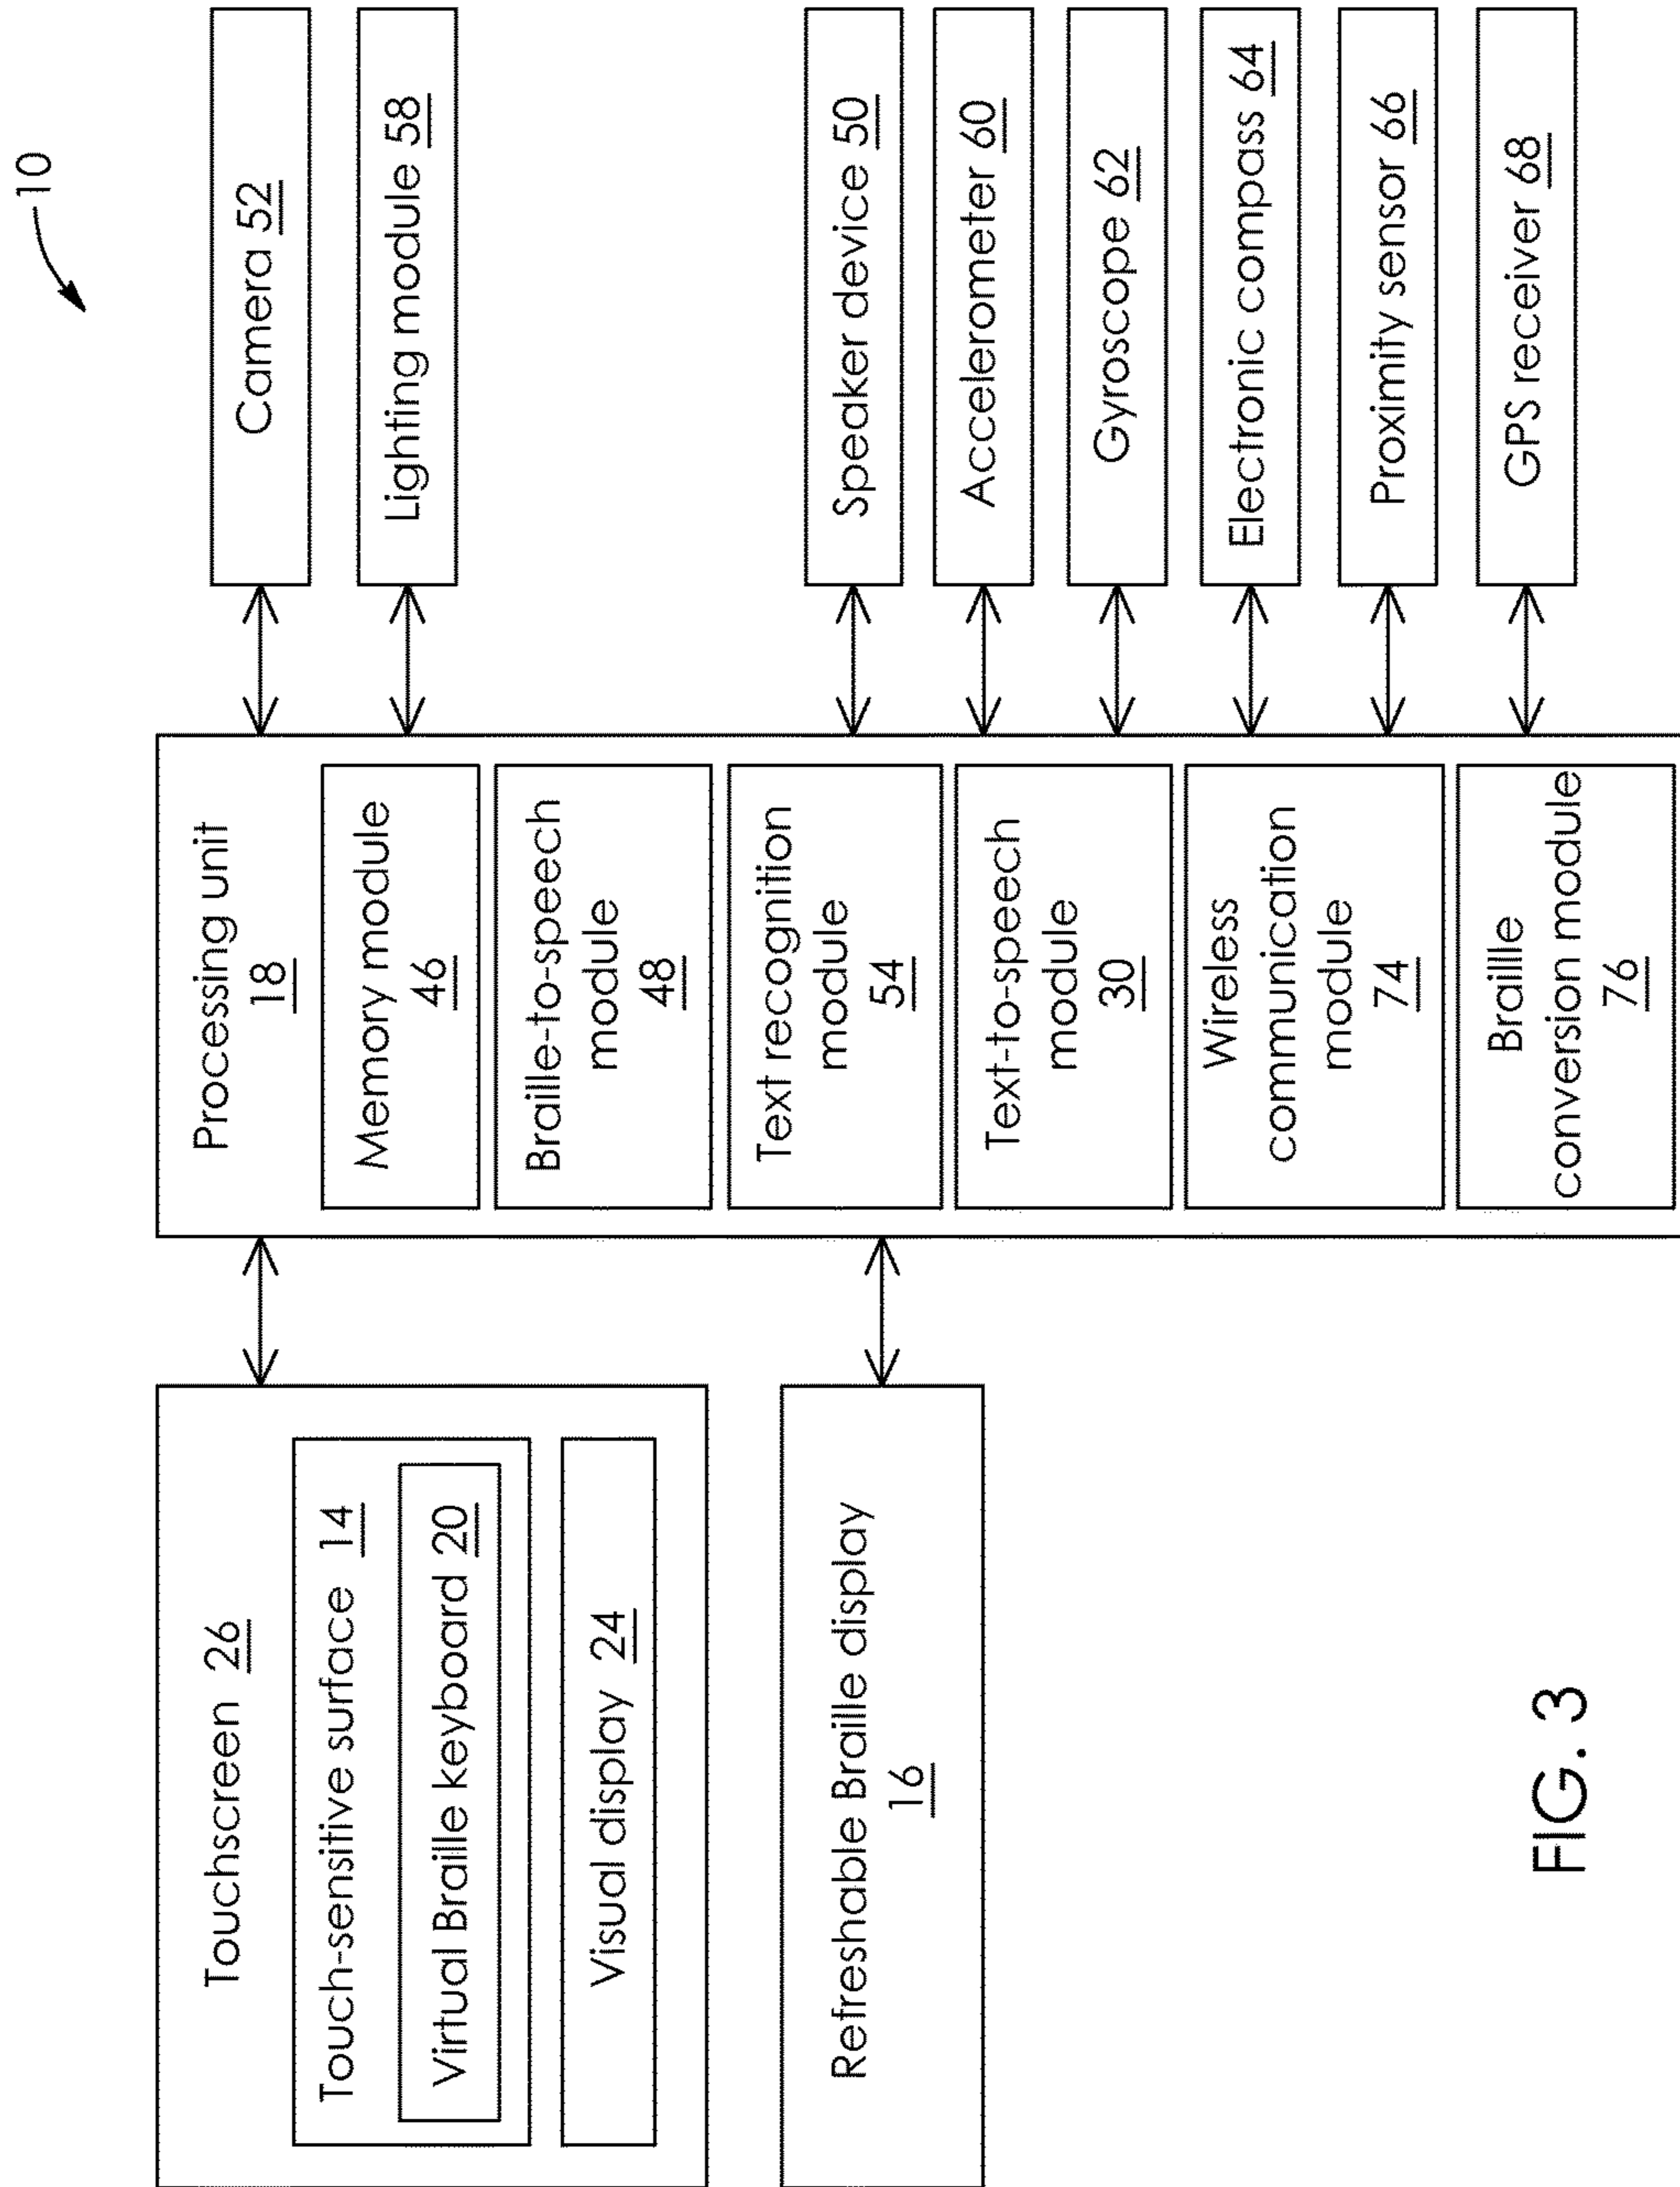 10
Touchscreen 26
Touch-sensitive surface 14
Virtual Braille keyboard 20
Visual display 24
Refreshable Braille display
16
Processing unit
18
Memory module
46
Braille-to-speech
module
48
Text recognition
module
54
Text-to-speech
module
30
Wireless
communication
module
74
Braille
conversion module
76
Camera 52
Lighting module 58
Speaker device 50
Accelerometer 60
Gyroscope 62
Electronic compass 64
Proximity sensor 66
GPS receiver 68
FIG. 3